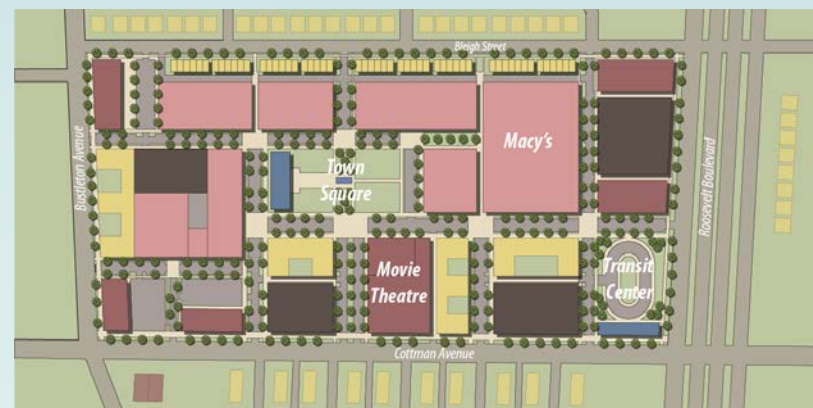 Bleigh Street
Macy's
Town
Square
Bustleton Avenue
Roosevelt Boulevard
Movie
Theatre
Transit
Center
Cottman Avenue